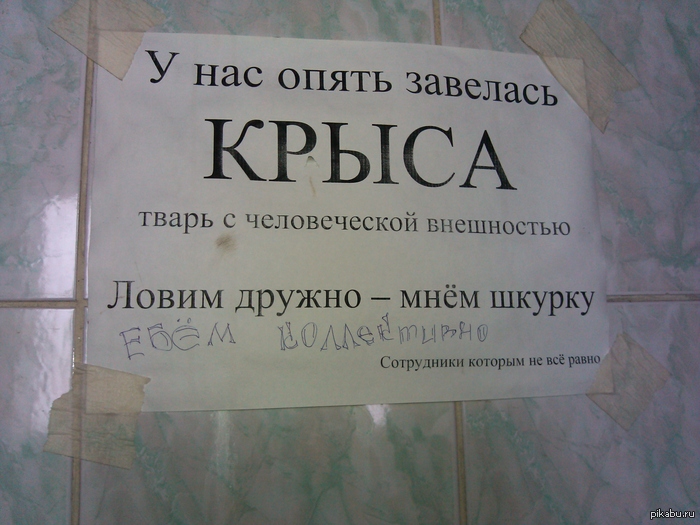 У нас опять завелась
КРЫСА
тварь с человеческой внешностью
Ловим дружно – мнём шкурку
ЕБЁМ коллективно
Сотрудники которым не всё равно
pikabu.ru